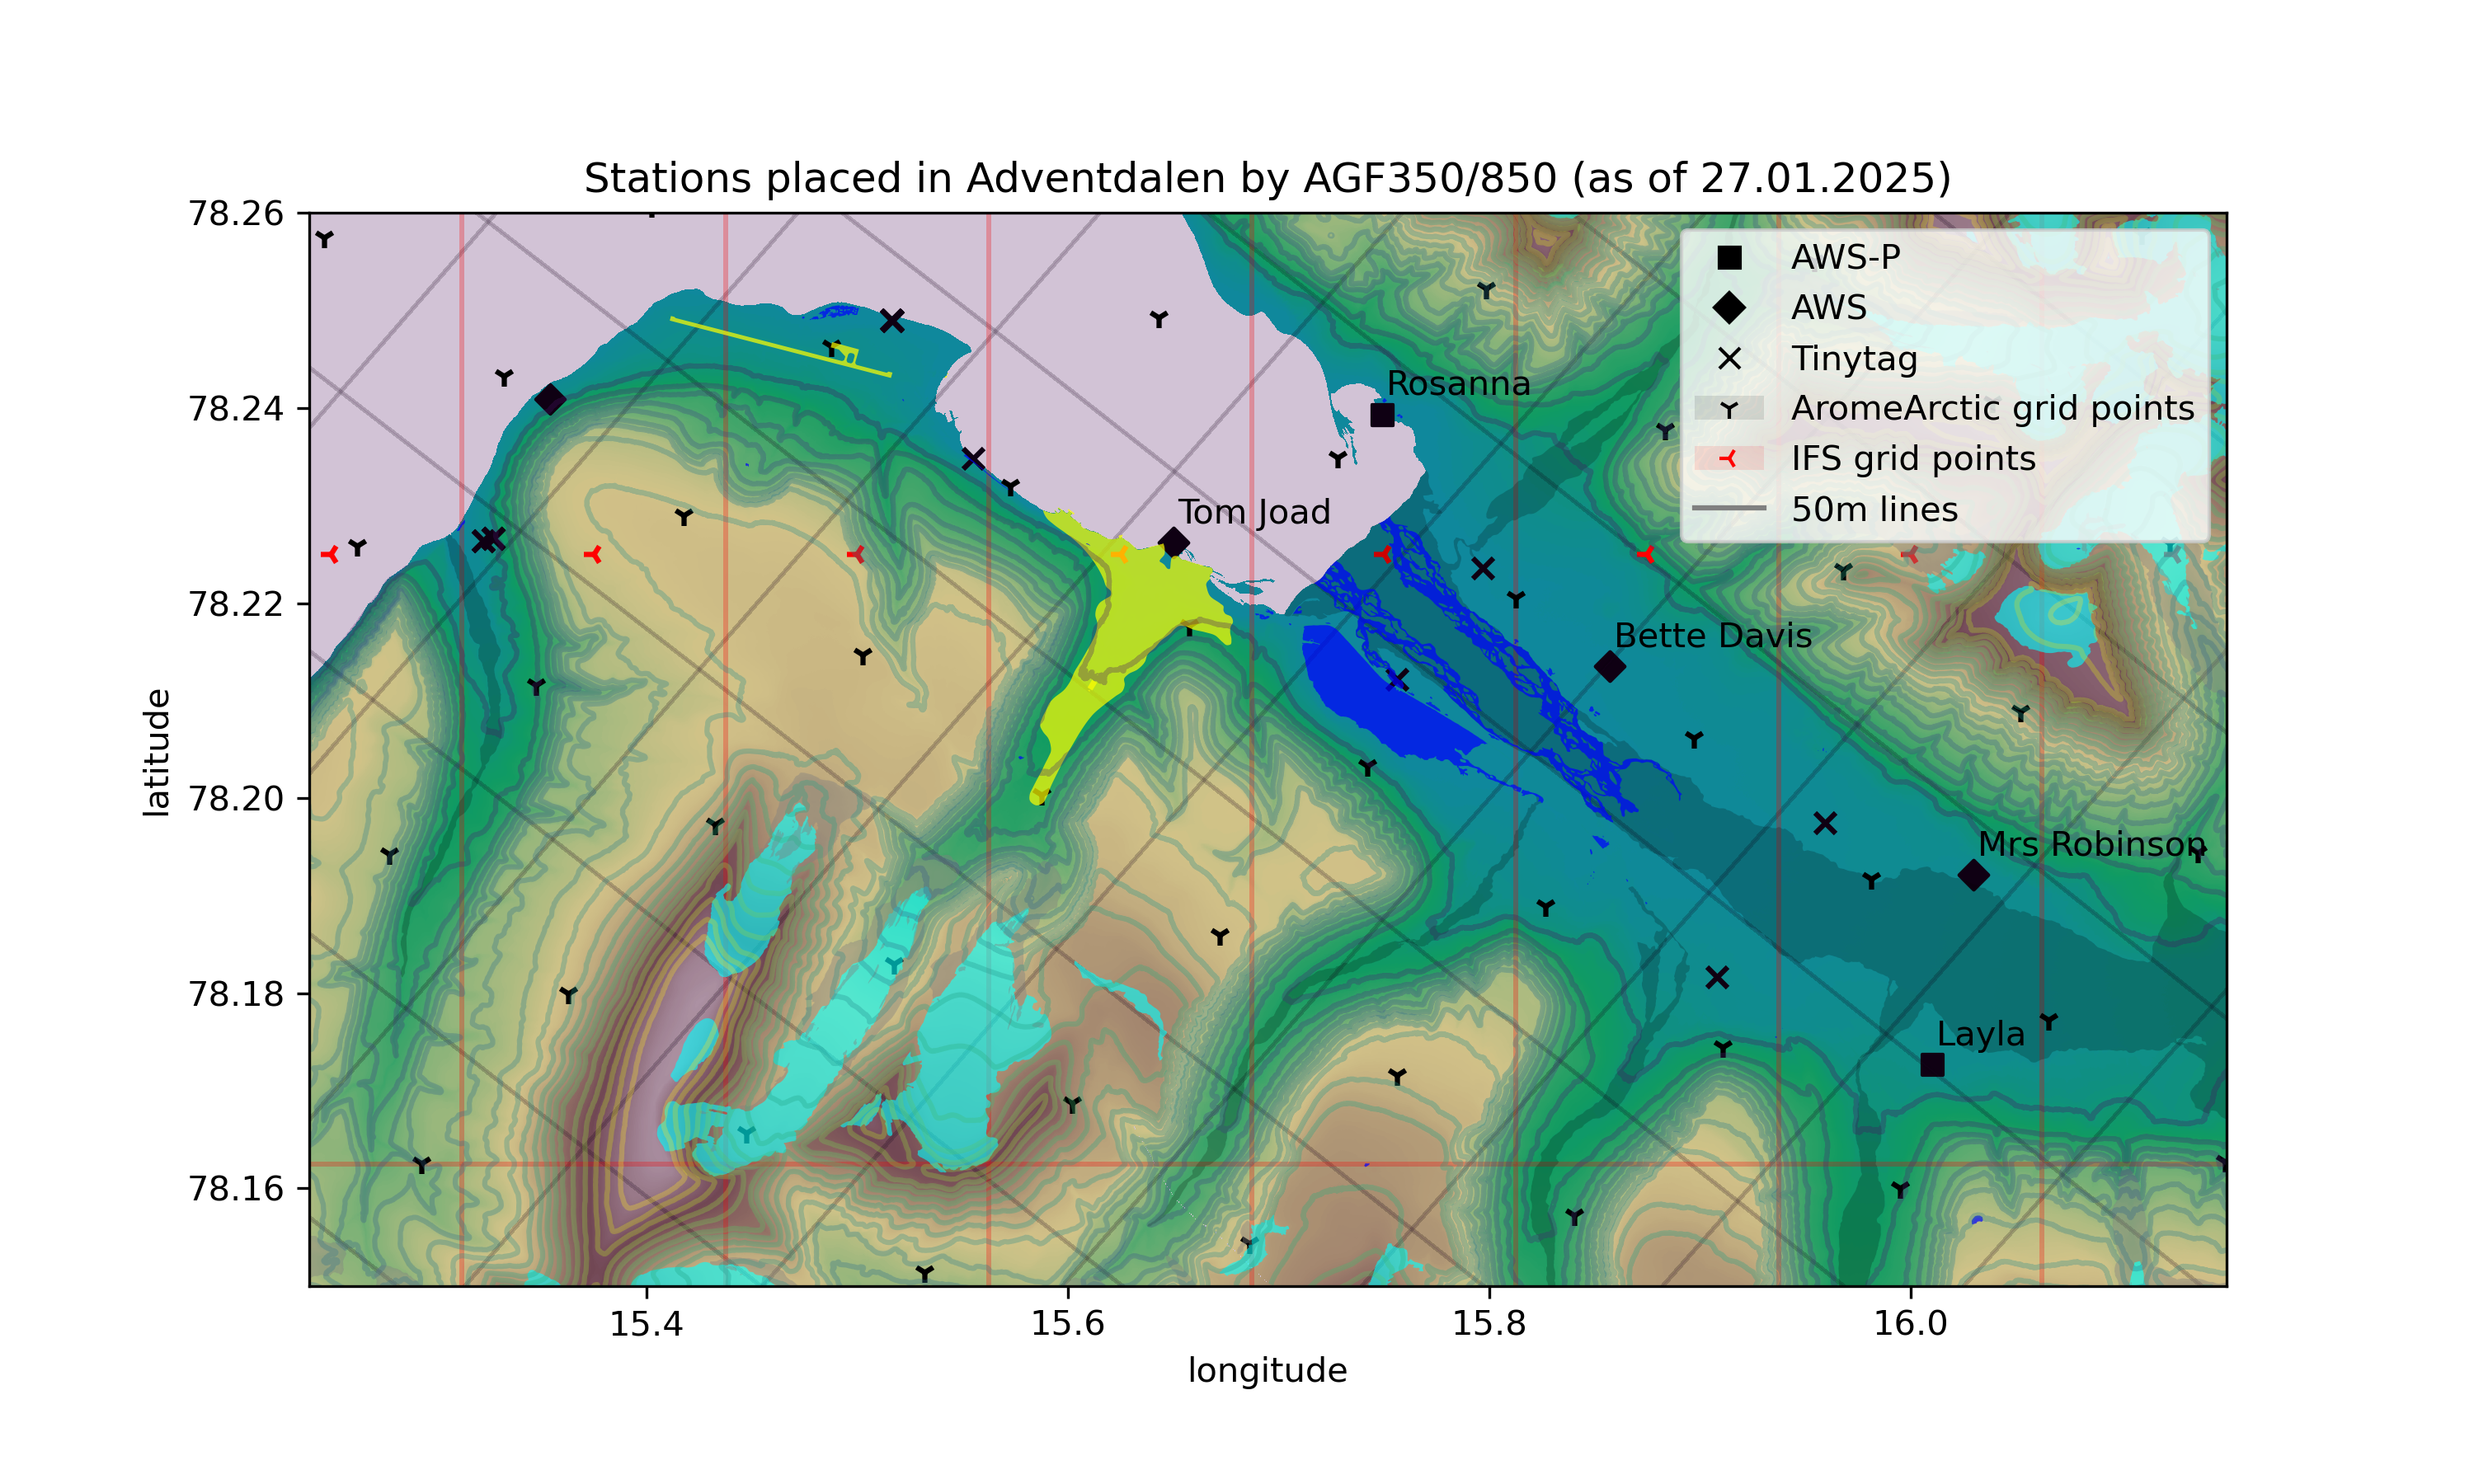 Stations placed in Adventdalen by AGF350/850 (as of 27.01.2025)
78.26
78.24
78.22
78.20
78.18
78.16
latitude
AWS-P
AWS
Tinytag
AromeArctic grid points
IFS grid points
50m lines
Rosanna
Tom Joad
Bette Davis
Mrs Robinson
Layla
15.4
15.6
15.8
16.0
longitude